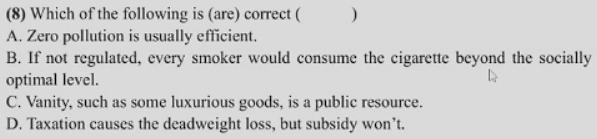 (8) Which of the following is (are) correct (          )
A. Zero pollution is usually efficient.
B. If not regulated, every smoker would consume the cigarette beyond the socially
optimal level.
C. Vanity, such as some luxurious goods, is a public resource.
D. Taxation causes the deadweight loss, but subsidy won't.